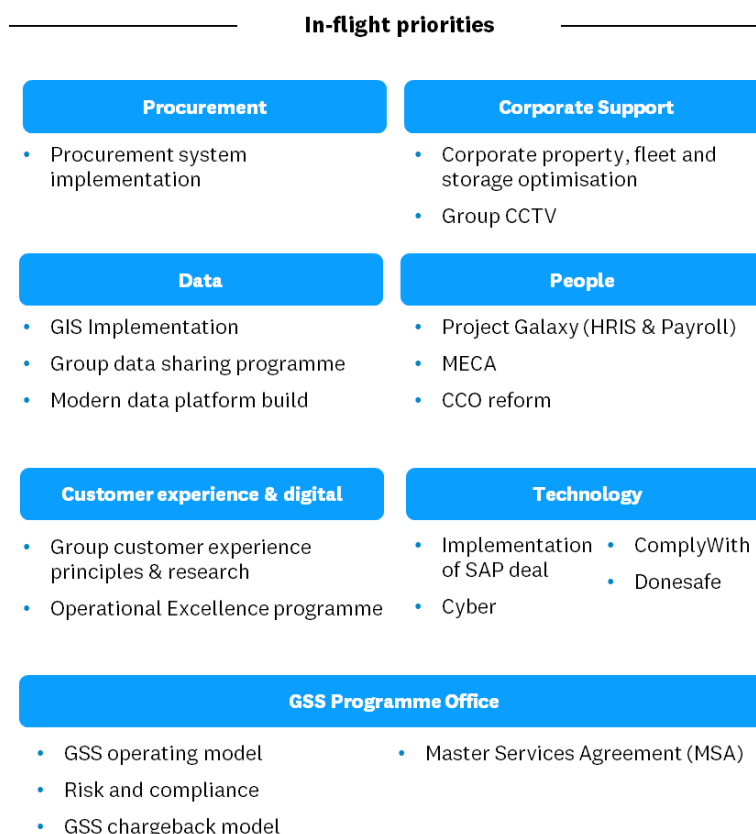 In-flight priorities
Procurement
• Procurement system
implementation
Corporate Support
• Corporate property, fleet and
storage optimisation
• Group CCTV
Data
• GIS Implementation
• Group data sharing programme
• Modern data platform build
People
• Project Galaxy (HRIS & Payroll)
• MECA
• CCO reform
Customer experience & digital
• Group customer experience
principles & research
• Operational Excellence programme
Technology
• Implementation
of SAP deal
• Cyber
• ComplyWith
• Donesafe
GSS Programme Office
• GSS operating model
• Risk and compliance
• GSS chargeback model
• Master Services Agreement (MSA)